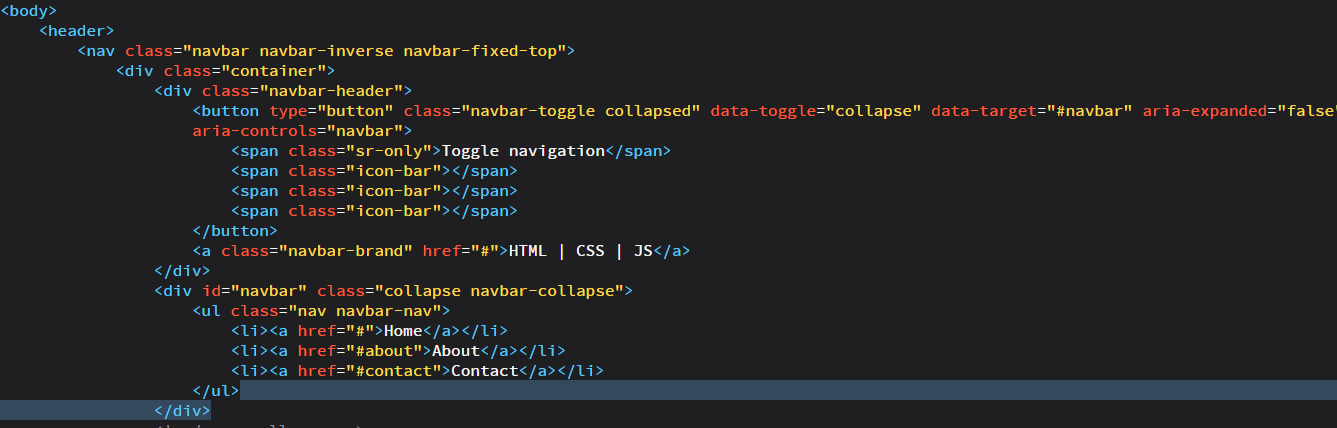 <body>
<header>
<nav class="navbar navbar-inverse navbar-fixed-top">
<div class="container">
<div class="navbar-header">
<button type="button" class="navbar-toggle collapsed" data-toggle="collapse" data-target="#navbar" aria-expanded="false"
aria-controls="navbar">
<span class="sr-only">Toggle navigation</span>
<span class="icon-bar"></span>
<span class="icon-bar"></span>
<span class="icon-bar"></span>
</button>
<a class="navbar-brand" href="#">HTML | CSS | JS</a>
</div>
<div id="navbar" class="collapse navbar-collapse">
<ul class="nav navbar-nav">
<li><a href="#">Home</a></li>
<li><a href="#about">About</a></li>
<li><a href="#contact">Contact</a></li>
</ul>
</div>